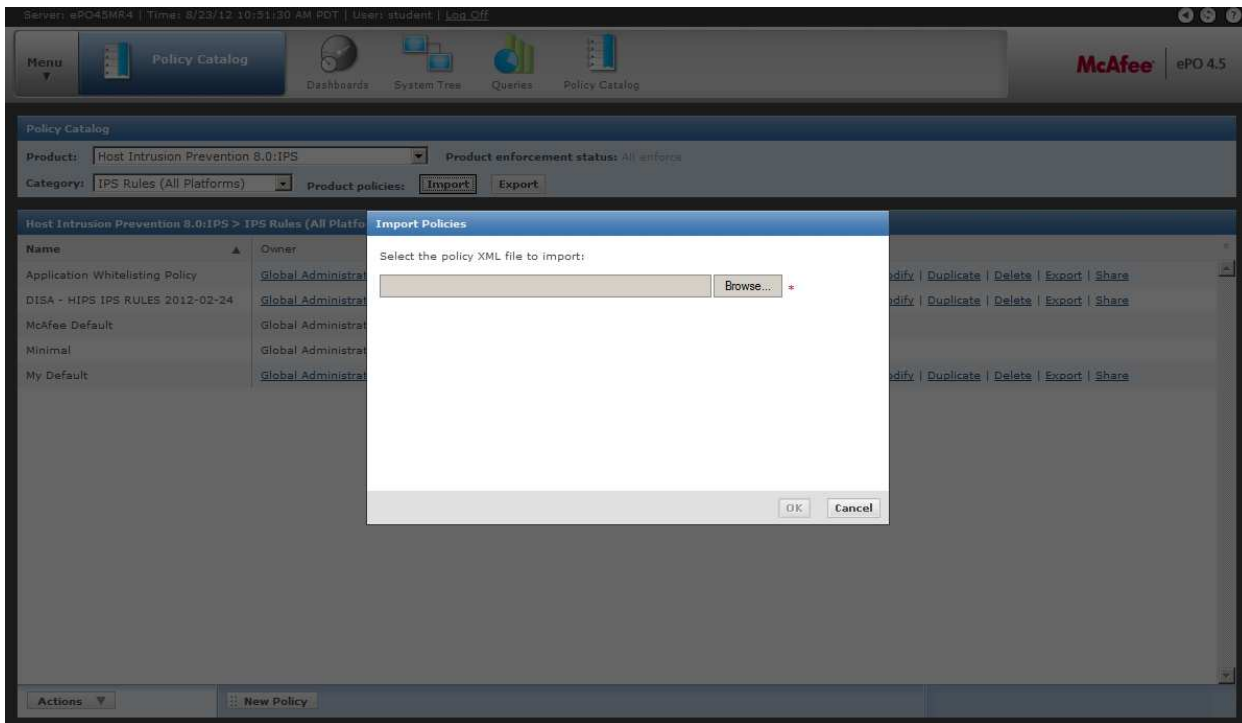 Server: ePO45MR4 | Time: 8/23/12 10:51:30 AM PDT | User: student | Log Off
Menu
Policy Catalog
Dashboards
System Tree
Queries
Policy Catalog
McAfee
ePO 4.5
Policy Catalog
Product: Host Intrusion Prevention 8.0:IPS Product enforcement status: All enforce
Category: IPS Rules (All Platforms) Product policies: Import Export
Host Intrusion Prevention 8.0:IPS > IPS Rules (All Platfo
Import Policies
Name Owner
Select the policy XML file to import:
Browse... *
Application Whitelisting Policy Global Administrat odify | Duplicate | Delete | Export | Share
DISA - HIPS IPS RULES 2012-02-24 Global Administrat odify | Duplicate | Delete | Export | Share
McAfee Default Global Administrat
Minimal Global Administrat
My Default Global Administrat odify | Duplicate | Delete | Export | Share
OK Cancel
Actions New Policy